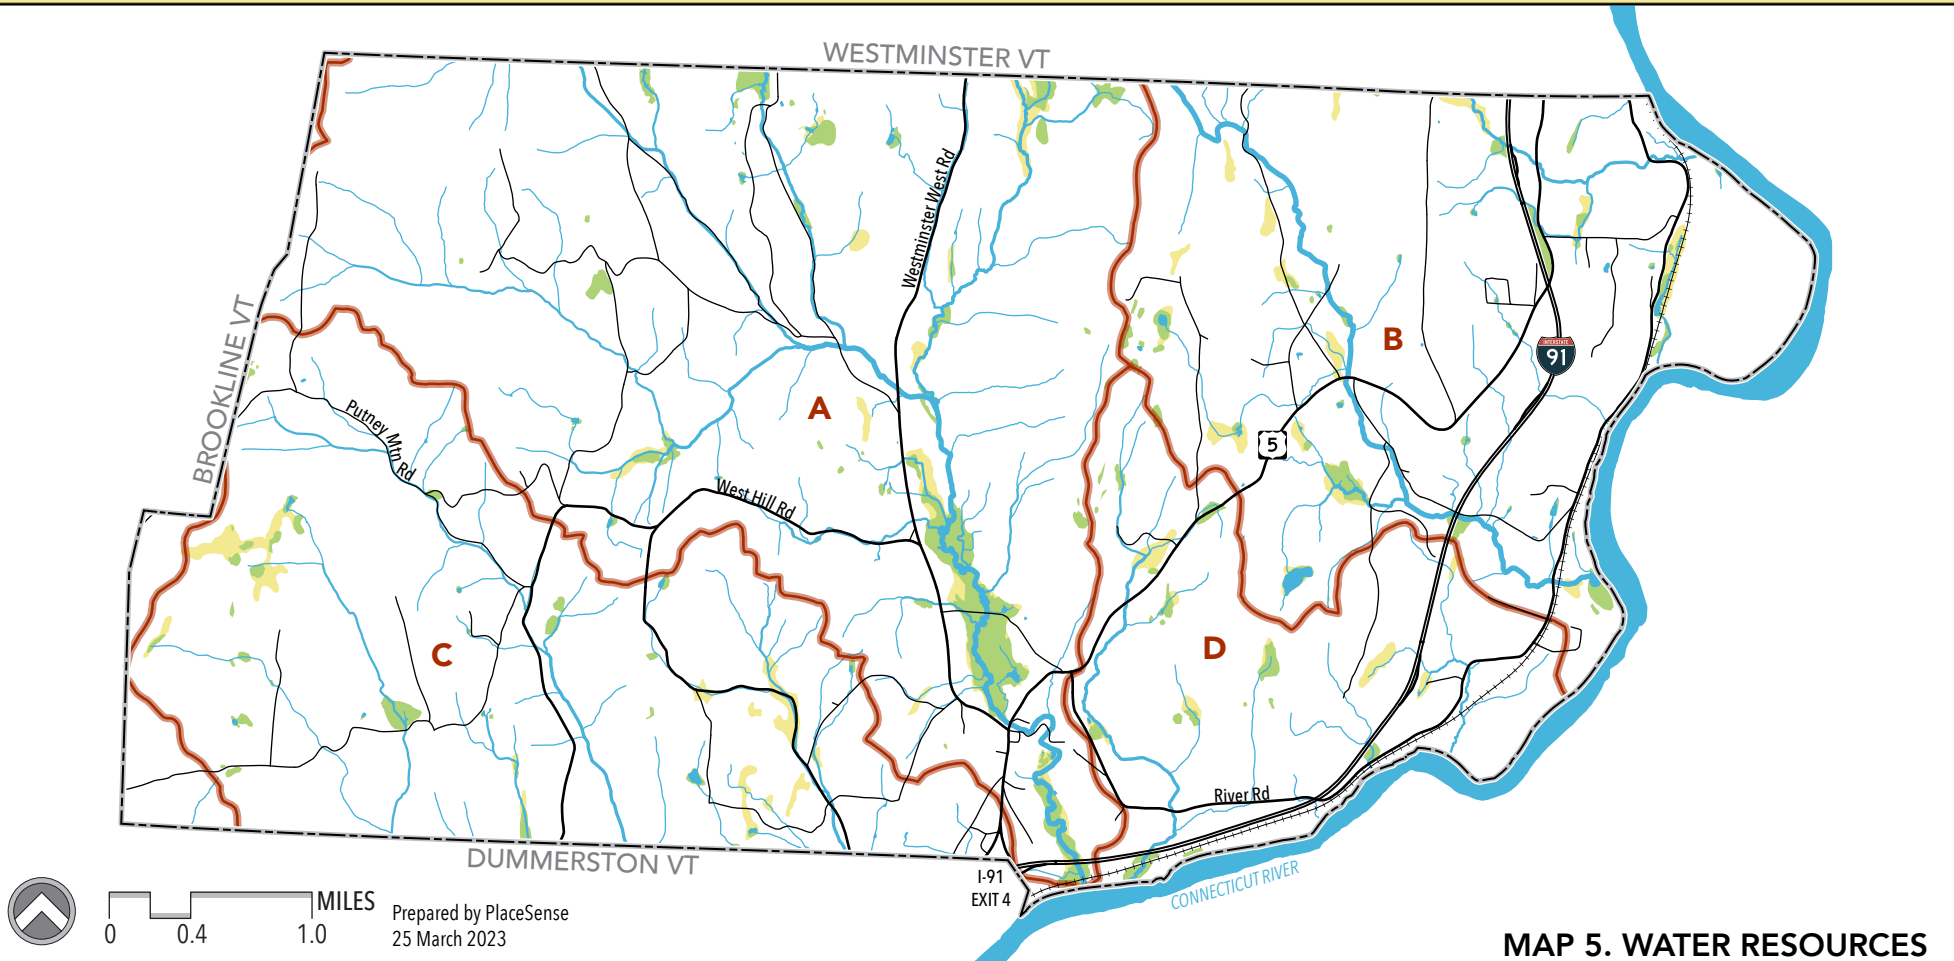 WESTMINSTER VT
Westminster West Rd
BROOKLINE VT
B
INTERSTATE
91
A
Putney Mtn Rd
5
West Hill Rd
C
D
River Rd
DUMMERSTON VT
I-91
EXIT 4
CONNECTICUT RIVER
MILES
0 0.4 1.0
Prepared by PlaceSense
25 March 2023
MAP 5. WATER RESOURCES